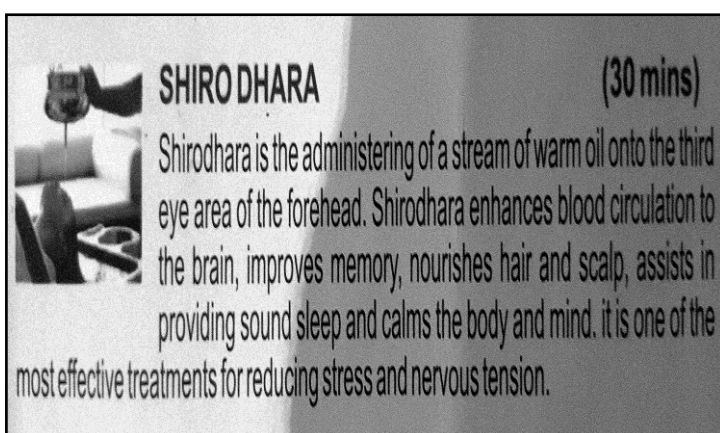 SHIRO DHARA (30 mins)
Shirodhara is the administering of a stream of warm oil onto the third
eye area of the forehead. Shirodhara enhances blood circulation to
the brain, improves memory, nourishes hair and scalp, assists in
providing sound sleep and calms the body and mind. it is one of the
most effective treatments for reducing stress and nervous tension.